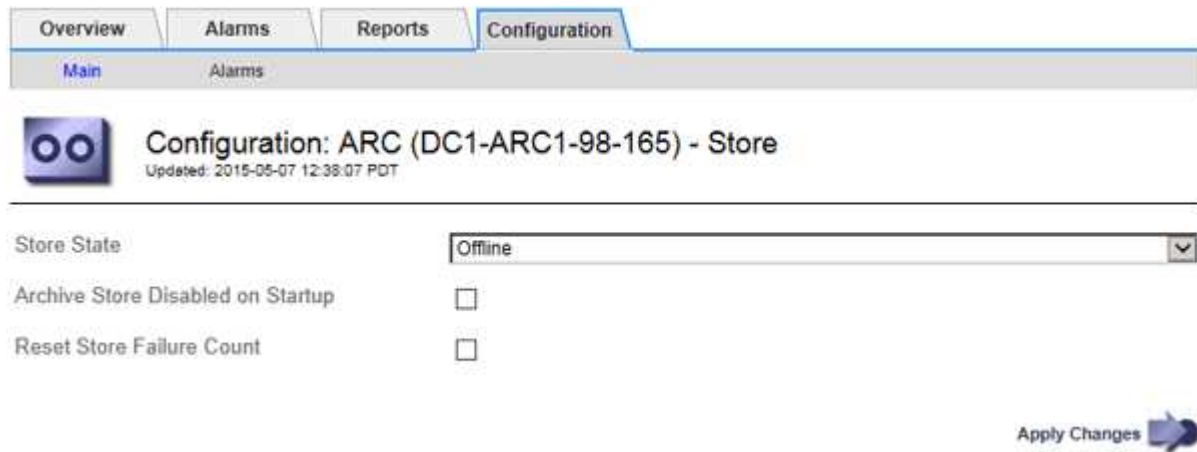 Overview Alarms Reports Configuration
Main Alarms
Configuration: ARC (DC1-ARC1-98-165) - Store
Updated: 2015-05-07 12:38:07 PDT
Store State Offline
Archive Store Disabled on Startup
Reset Store Failure Count
Apply Changes